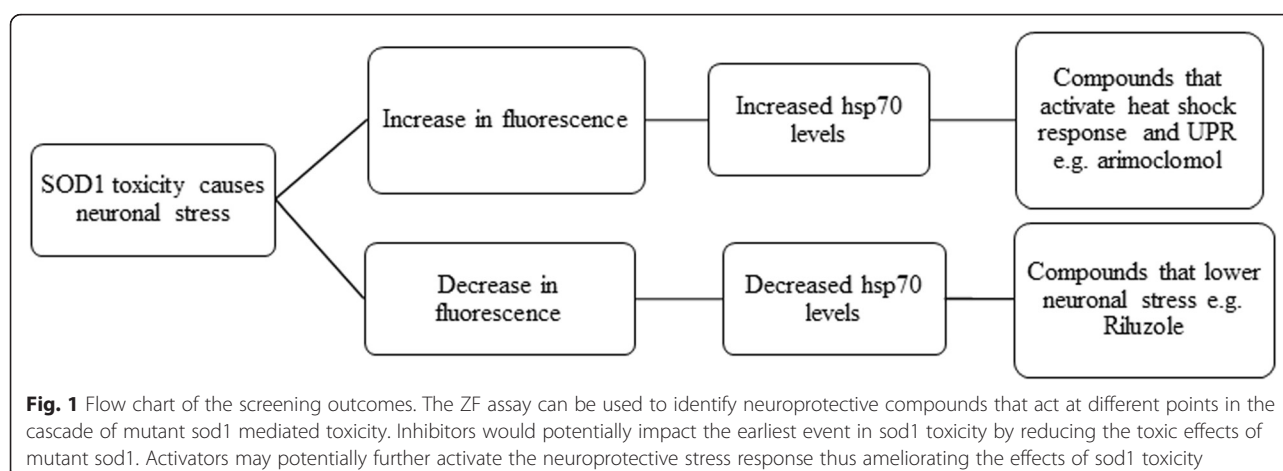 SOD1 toxicity causes
neuronal stress
Increase in fluorescence
Increased hsp70
levels
Compounds that
activate heat shock
response and UPR
e.g. arimoclomol
Decrease in
fluorescence
Decreased hsp70
levels
Compounds that lower
neuronal stress e.g.
Riluzole
Fig. 1 Flow chart of the screening outcomes. The ZF assay can be used to identify neuroprotective compounds that act at different points in the
cascade of mutant sod1 mediated toxicity. Inhibitors would potentially impact the earliest event in sod1 toxicity by reducing the toxic effects of
mutant sod1. Activators may potentially further activate the neuroprotective stress response thus ameliorating the effects of sod1 toxicity